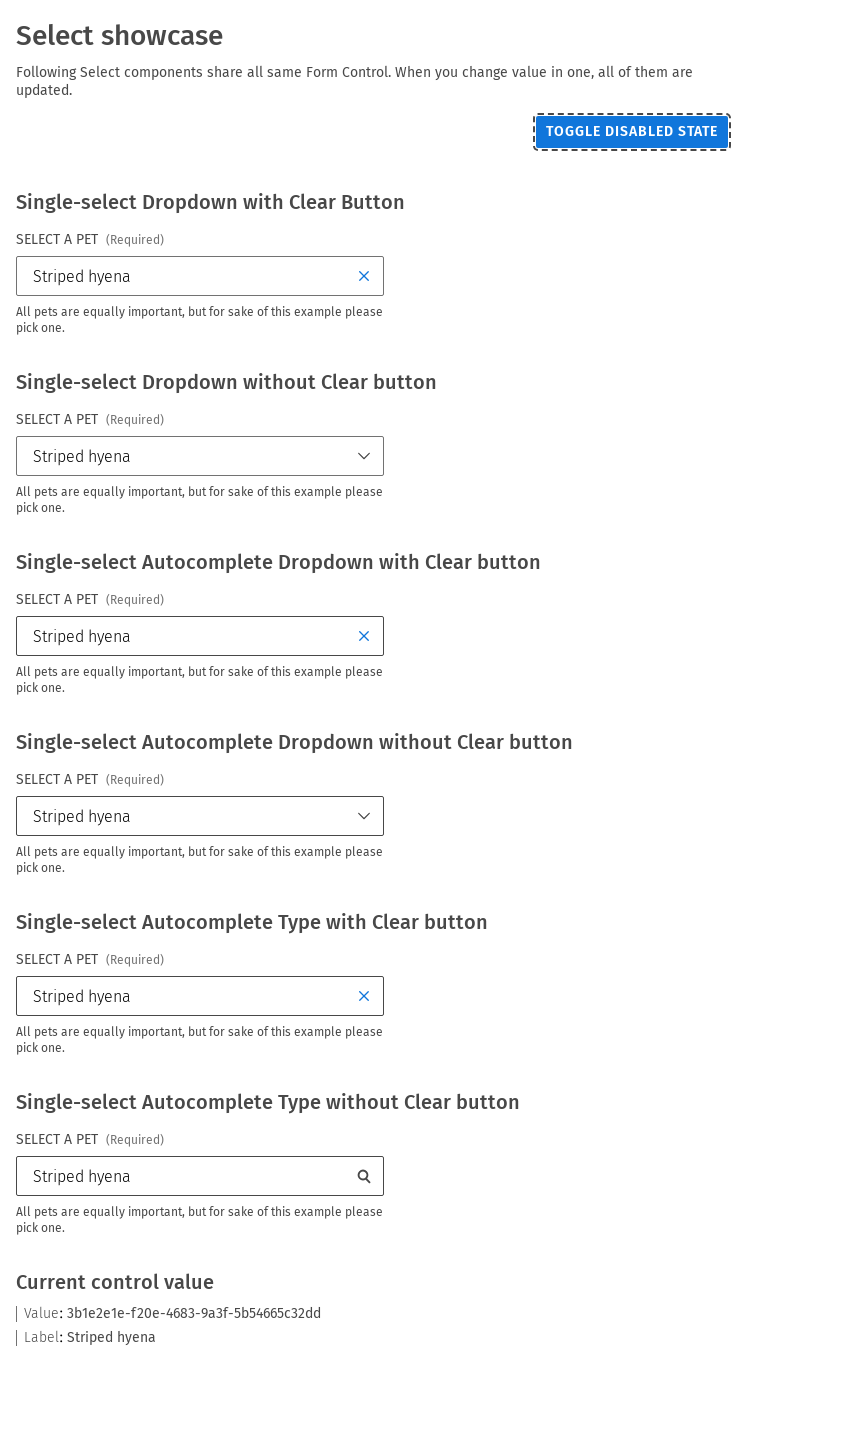 Select showcase
Following Select components share all same Form Control. When you change value in one, all of them are
updated.
TOGGLE DISABLED STATE
Single-select Dropdown with Clear Button
SELECT A PET (Required)
Striped hyena
All pets are equally important, but for sake of this example please
pick one.
Single-select Dropdown without Clear button
SELECT A PET (Required)
Striped hyena
All pets are equally important, but for sake of this example please
pick one.
Single-select Autocomplete Dropdown with Clear button
SELECT A PET (Required)
Striped hyena
All pets are equally important, but for sake of this example please
pick one.
Single-select Autocomplete Dropdown without Clear button
SELECT A PET (Required)
Striped hyena
All pets are equally important, but for sake of this example please
pick one.
Single-select Autocomplete Type with Clear button
SELECT A PET (Required)
Striped hyena
All pets are equally important, but for sake of this example please
pick one.
Single-select Autocomplete Type without Clear button
SELECT A PET (Required)
Striped hyena
All pets are equally important, but for sake of this example please
pick one.
Current control value
Value: 3b1e2e1e-f20e-4683-9a3f-5b54665c32dd
Label: Striped hyena